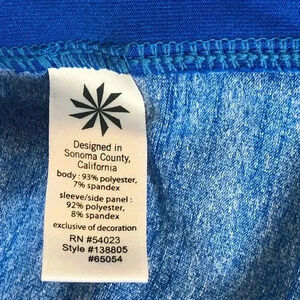 Designed in
Sonoma County,
California
body : 93% polyester,
7% spandex
sleeve/side panel :
92% polyester,
8% spandex
exclusive of decoration
RN #54023
Style #138805
#65054